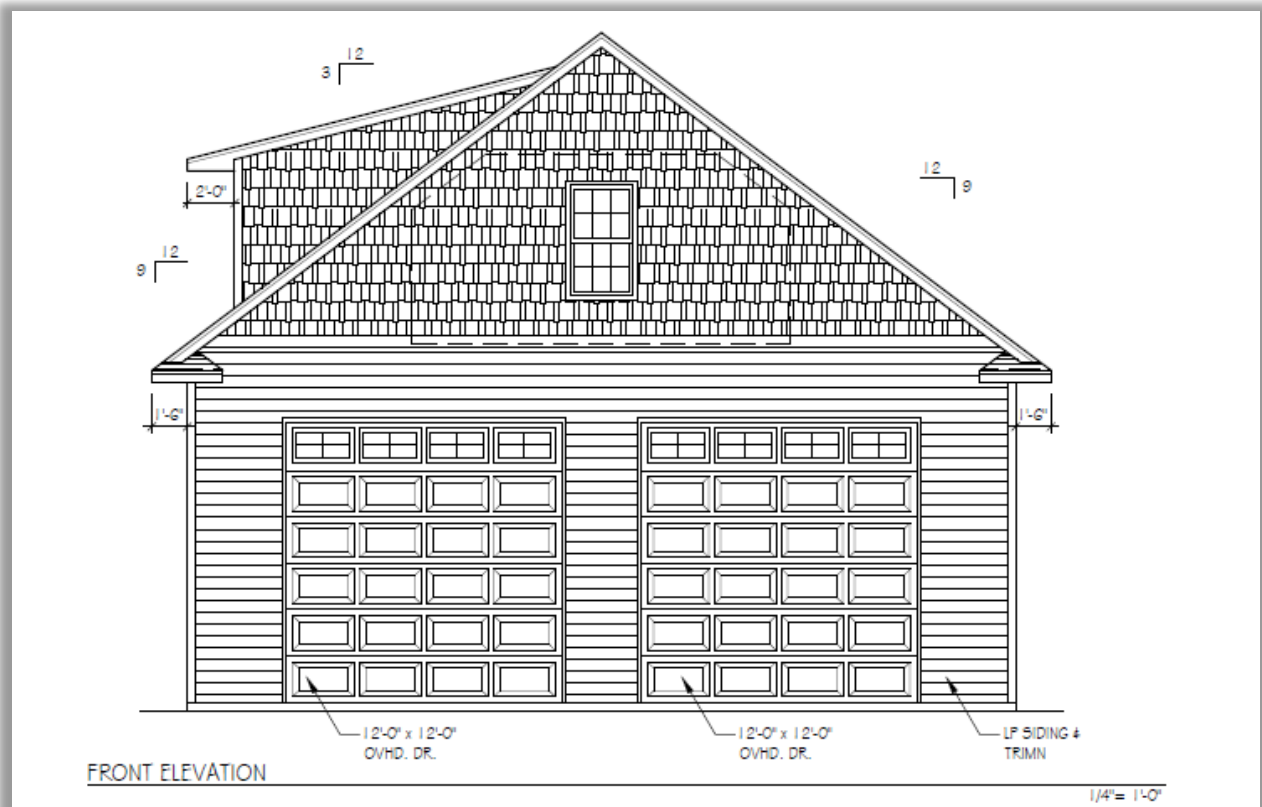 12
3
12
9
2'-0"
12
9
1'-6"
1'-6"
12'-0" x 12'-0"
OVHD. DR.
12'-0" x 12'-0"
OVHD. DR.
LP SIDING &
TRIMN
FRONT ELEVATION
1/4"= 1'-0"